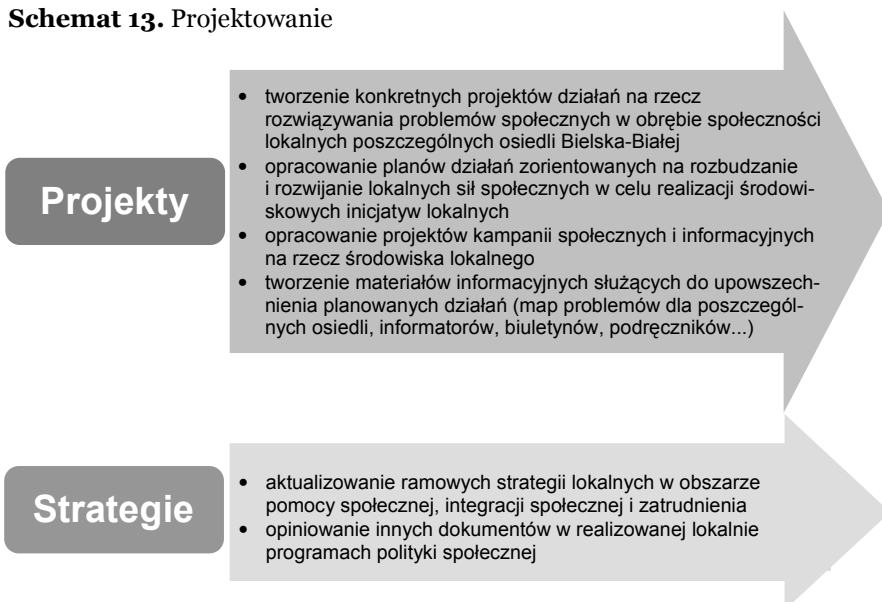 Schemat 13. Projektowanie
Projekty
• tworzenie konkretnych projektów działań na rzecz
rozwiązywania problemów społecznych w obrębie społeczności
lokalnych poszczególnych osiedli Bielska-Białej
• opracowanie planów działań zorientowanych na rozbudzanie
i rozwijanie lokalnych sił społecznych w celu realizacji środowi-
skowych inicjatyw lokalnych
• opracowanie projektów kampanii społecznych i informacyjnych
na rzecz środowiska lokalnego
• tworzenie materiałów informacyjnych służących do upowszech-
nienia planowanych działań (map problemów dla poszczegól-
nych osiedli, informatorów, biuletynów, podręczników...)
Strategie
• aktualizowanie ramowych strategii lokalnych w obszarze
pomocy społecznej, integracji społecznej i zatrudnienia
• opiniowanie innych dokumentów w realizowanej lokalnie
programach polityki społecznej